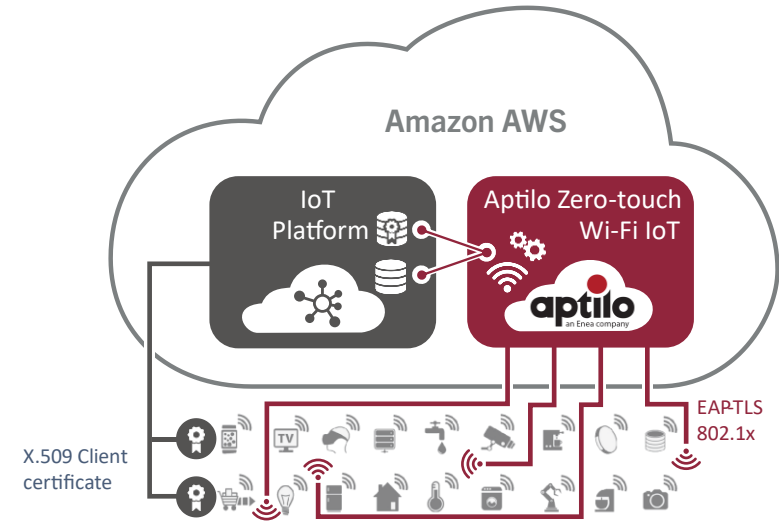 Amazon AWS
IoT
Platform
Aptilo Zero-touch
Wi-Fi IoT
aptilo
an Enea company
TV
EAP-TLS
802.1x
X.509 Client
certificate